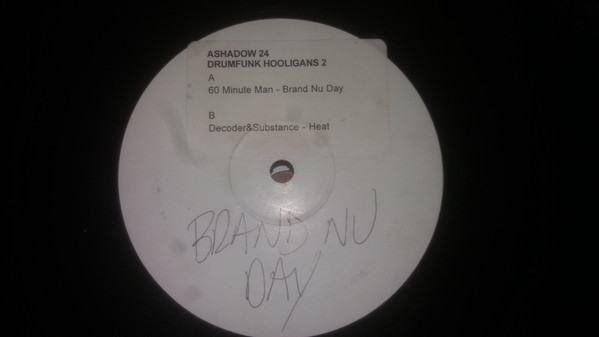 ASHADOW 24
DRUMFUNK HOOLIGANS 2
A
60 Minute Man - Brand Nu Day
B
Decoder&Substance - Heat
BRAND NU
DAY